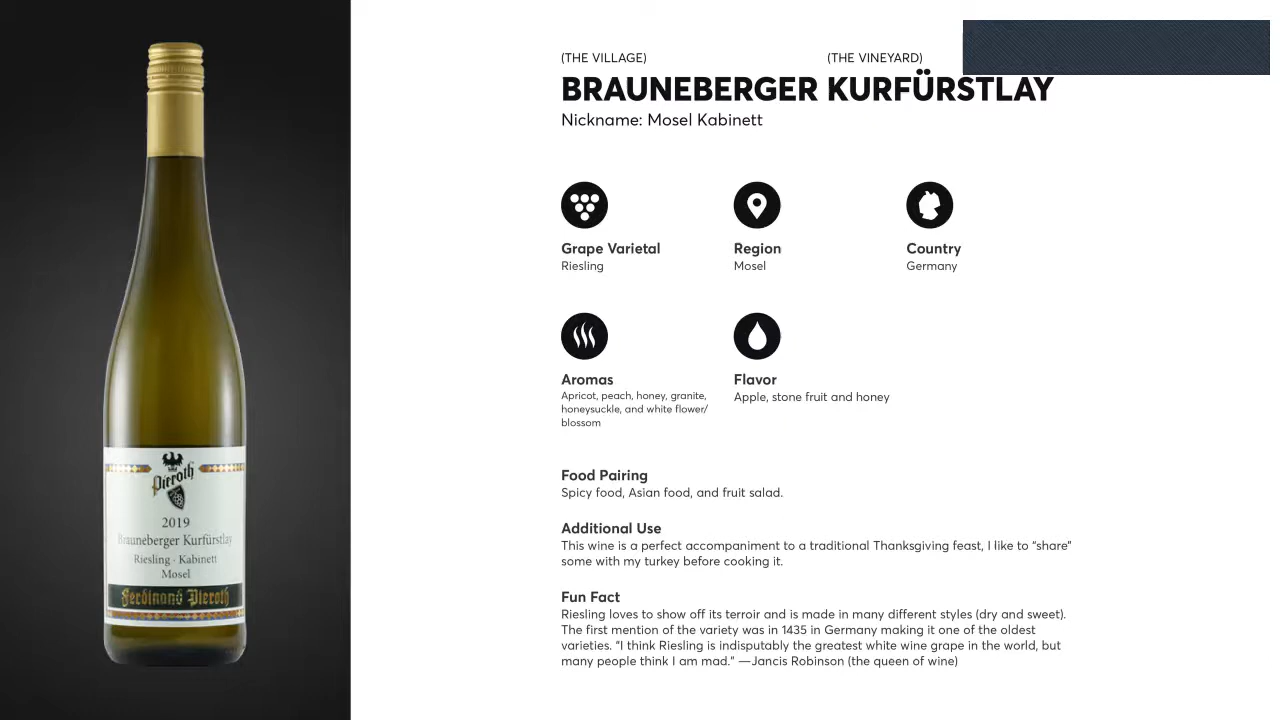 (THE VILLAGE) (THE VINEYARD)
BRAUNEBERGER KURFÜRSTLAY
Nickname: Mosel Kabinett
Grape Varietal
Riesling
Region
Mosel
Country
Germany
Aromas
Apricot, peach, honey, granite,
honeysuckle, and white flower/
blossom
Flavor
Apple, stone fruit and honey
Food Pairing
Spicy food, Asian food, and fruit salad.
Additional Use
This wine is a perfect accompaniment to a traditional Thanksgiving feast, I like to “share”
some with my turkey before cooking it.
Fun Fact
Riesling loves to show off its terroir and is made in many different styles (dry and sweet).
The first mention of the variety was in 1435 in Germany making it one of the oldest
varieties. “I think Riesling is indisputably the greatest white wine grape in the world, but
many people think I am mad.” —Jancis Robinson (the queen of wine)
Pieroth
2019
Brauneberger Kurfürstlay
Riesling · Kabinett
Mosel
Ferdinand Pieroth